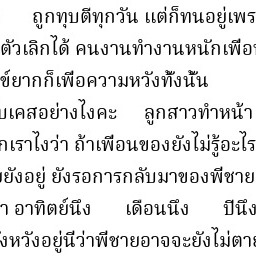 ถูกทุบตีทุกวัน แต่ก็ทนอยู่เพร
ตัวเลิกได้ คนงานทำงานหนักเพื่อ
ข์ยากก็เพื่อความหวังทั้งนั้น
บเคสอย่างไงคะ ลูกสาวทำหน้า
กเราไงว่า ถ้าเพื่อนของยังไม่รู้อะไร
ยังอยู่ ยังรอการกลับมาของพี่ชาย
า อาทิตย์นึง เดือนนึง ปีนึง
งหวังอยู่นี่ว่าพี่ชายอาจจะยังไม่ตาย